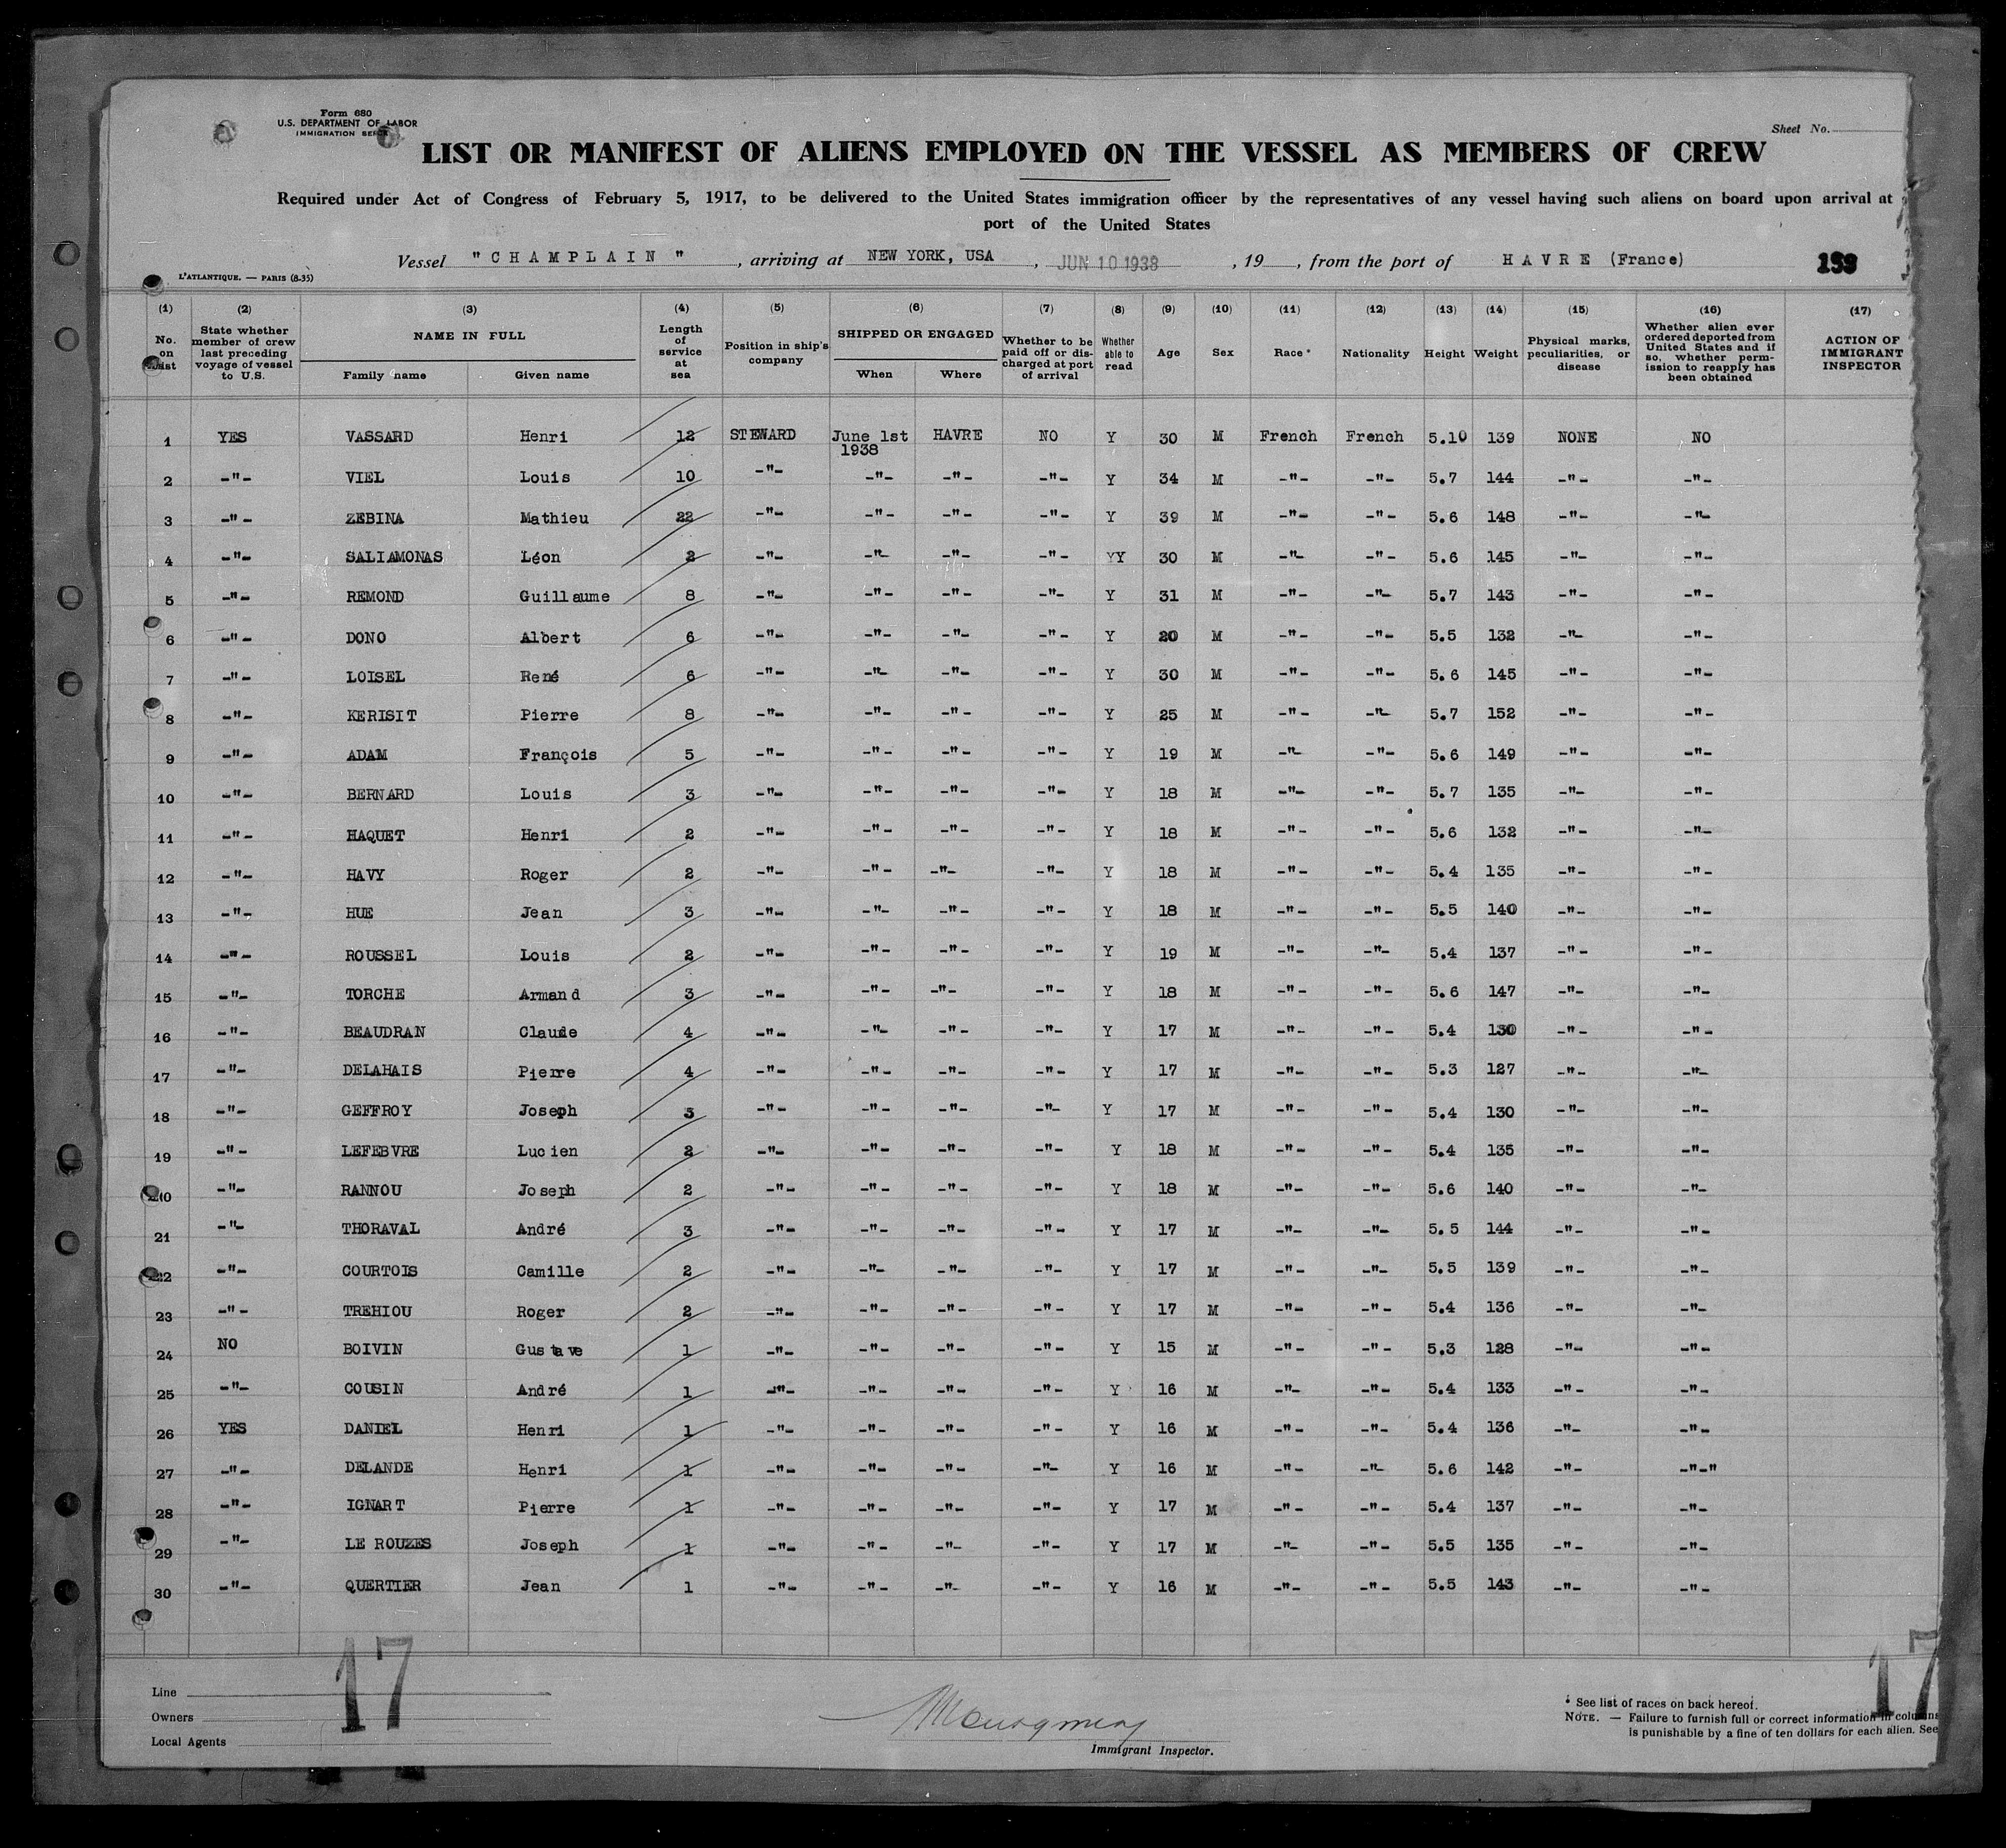 Form 680
U.S. DEPARTMENT OF LABOR
IMMIGRATION
Sheet No.
LIST OR MANIFEST OF ALIENS EMPLOYED ON THE VESSEL AS MEMBERS OF CREW
Required under Act of Congress of February 5, 1917, to be delivered to the United States immigration officer by the representatives of any vessel having such aliens on board upon arrival at
port of the United States
Vessel "CHAMPLAIN", arriving at NEW YORK, USA, JUN 10 1938, 19, from the port of HAVRE (France)
L'ATLANTIQUE. — PARIS (8-35)
(1) No. on list (2) State whether member of crew last preceding voyage of vessel to U.S. (3) NAME IN FULL Family name Given name (4) Length of service at sea (5) Position in ship's company (6) SHIPPED OR ENGAGED When Where (7) Whether to be paid off or discharged at port of arrival (8) Whether able to read (9) Age (10) Sex (11) Race* (12) Nationality (13) Height (14) Weight (15) Physical marks, peculiarities, or disease (16) Whether alien ever ordered deported from United States and if so, whether permission to reapply has been obtained (17) ACTION OF IMMIGRANT INSPECTOR
1 YES VASSARD Henri 12 STEWARD June 1st 1938 HAVRE NO Y 30 M French French 5.10 139 NONE NO
2 -"- VIEL Louis 10 -"- -"- -"- -"- Y 34 M -"- -"- 5.7 144 -"- -"-
3 -"- ZEBINA Mathieu 22 -"- -"- -"- -"- Y 39 M -"- -"- 5.6 148 -"- -"-
4 -"- SALIAMONAS Léon 2 -"- -"- -"- -"- YY 30 M -"- -"- 5.6 145 -"- -"-
5 -"- REMOND Guillaume 8 -"- -"- -"- -"- Y 31 M -"- -"- 5.7 143 -"- -"-
6 -"- DONO Albert 6 -"- -"- -"- -"- Y 20 M -"- -"- 5.5 132 -"- -"-
7 -"- LOISEL René 6 -"- -"- -"- -"- Y 30 M -"- -"- 5.6 145 -"- -"-
8 -"- KERISIT Pierre 8 -"- -"- -"- -"- Y 25 M -"- -"- 5.7 152 -"- -"-
9 -"- ADAM François 5 -"- -"- -"- -"- Y 19 M -"- -"- 5.6 149 -"- -"-
10 -"- BERNARD Louis 3 -"- -"- -"- -"- Y 18 M -"- -"- 5.7 135 -"- -"-
11 -"- HAQUET Henri 2 -"- -"- -"- -"- Y 18 M -"- -"- 5.6 132 -"- -"-
12 -"- HAVY Roger 2 -"- -"- -"- -"- Y 18 M -"- -"- 5.4 135 -"- -"-
13 -"- HUE Jean 3 -"- -"- -"- -"- Y 18 M -"- -"- 5.5 140 -"- -"-
14 -"- ROUSSEL Louis 2 -"- -"- -"- -"- Y 19 M -"- -"- 5.4 137 -"- -"-
15 -"- TORCHE Armand 3 -"- -"- -"- -"- Y 18 M -"- -"- 5.6 147 -"- -"-
16 -"- BEAUDRAN Claude 4 -"- -"- -"- -"- Y 17 M -"- -"- 5.4 130 -"- -"-
17 -"- DELAHAIS Pierre 4 -"- -"- -"- -"- Y 17 M -"- -"- 5.3 127 -"- -"-
18 -"- GEFFROY Joseph 3 -"- -"- -"- -"- Y 17 M -"- -"- 5.4 130 -"- -"-
19 -"- LEFEBVRE Lucien 2 -"- -"- -"- -"- Y 18 M -"- -"- 5.4 135 -"- -"-
20 -"- RANNOU Joseph 2 -"- -"- -"- -"- Y 18 M -"- -"- 5.6 140 -"- -"-
21 -"- THORAVAL André 3 -"- -"- -"- -"- Y 17 M -"- -"- 5.5 144 -"- -"-
22 -"- COURTOIS Camille 2 -"- -"- -"- -"- Y 17 M -"- -"- 5.5 139 -"- -"-
23 -"- TREHIOU Roger 2 -"- -"- -"- -"- Y 17 M -"- -"- 5.4 136 -"- -"-
24 NO BOIVIN Gustave 1 -"- -"- -"- -"- Y 15 M -"- -"- 5.3 128 -"- -"-
25 -"- COUSIN André 1 -"- -"- -"- -"- Y 16 M -"- -"- 5.4 133 -"- -"-
26 YES DANIEL Henri 1 -"- -"- -"- -"- Y 16 M -"- -"- 5.4 136 -"- -"-
27 -"- DELANDE Henri 1 -"- -"- -"- -"- Y 16 M -"- -"- 5.6 142 -"- -"-"
28 -"- IGNART Pierre 1 -"- -"- -"- -"- Y 17 M -"- -"- 5.4 137 -"- -"-
29 -"- LE ROUZES Joseph 1 -"- -"- -"- -"- Y 17 M -"- -"- 5.5 135 -"- -"-
30 -"- QUERTIER Jean 1 -"- -"- -"- -"- Y 16 M -"- -"- 5.5 143 -"- -"-
17
17
Line
Owners
Local Agents
Immigrant Inspector.
* See list of races on back hereof.
NOTE. — Failure to furnish full or correct information in columns
is punishable by a fine of ten dollars for each alien. See